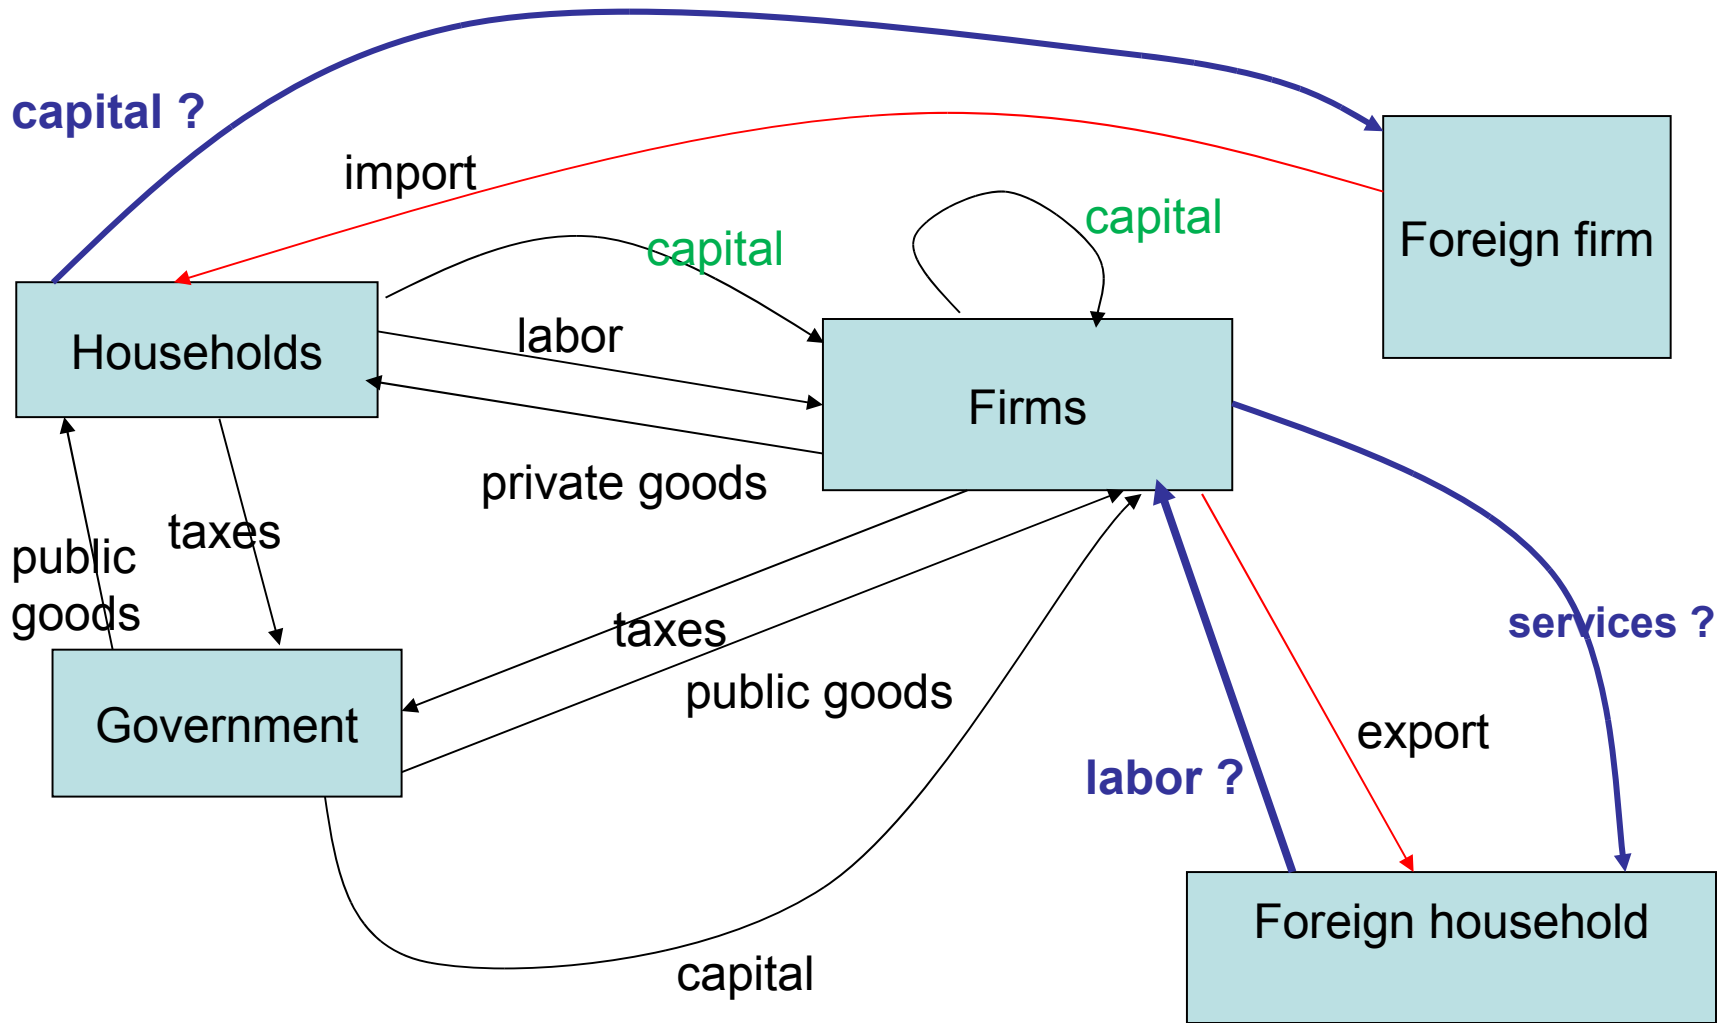 capital ?
import
capital
capital
Foreign firm
Households
labor
Firms
private goods
taxes
public
goods
taxes
services ?
public goods
Government
export
labor ?
Foreign household
capital